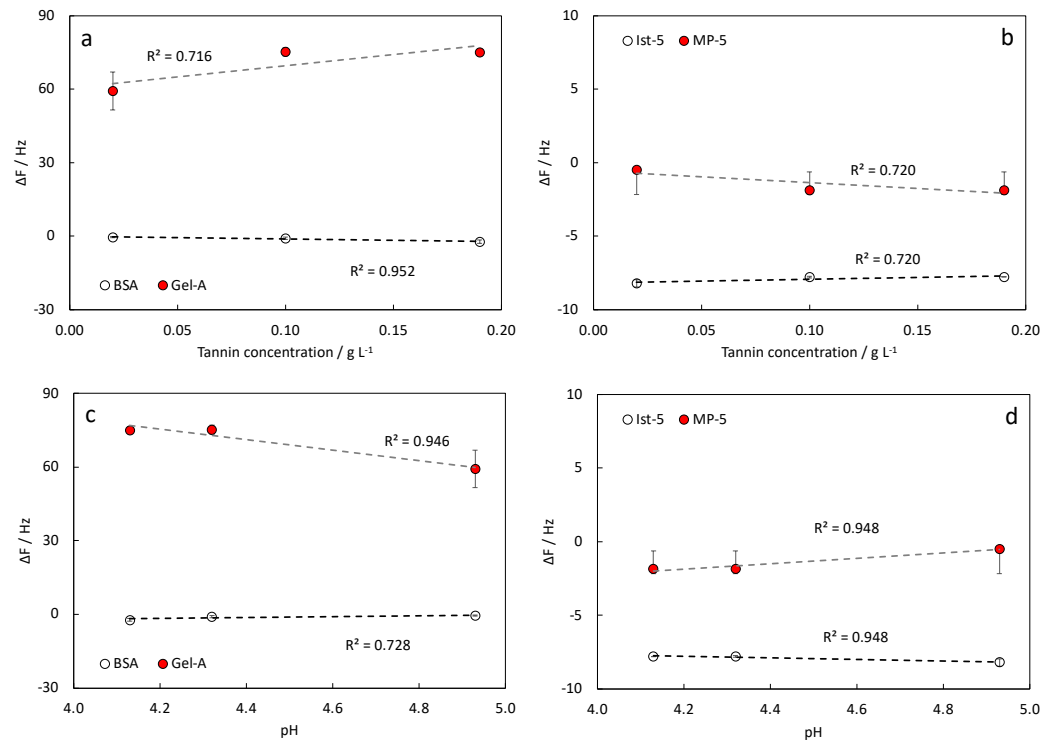 a
R² = 0.716
R² = 0.952
BSA Gel-A
ΔF / Hz
90
60
30
0
-30
0.00 0.05 0.10 0.15 0.20
Tannin concentration / g L⁻¹
b
Ist-5 MP-5
R² = 0.720
R² = 0.720
ΔF / Hz
10
5
0
-5
-10
0.00 0.05 0.10 0.15 0.20
Tannin concentration / g L⁻¹
c
R² = 0.946
R² = 0.728
BSA Gel-A
ΔF / Hz
90
60
30
0
-30
4.0 4.2 4.4 4.6 4.8 5.0
pH
d
Ist-5 MP-5
R² = 0.948
R² = 0.948
ΔF / Hz
10
5
0
-5
-10
4.0 4.2 4.4 4.6 4.8 5.0
pH